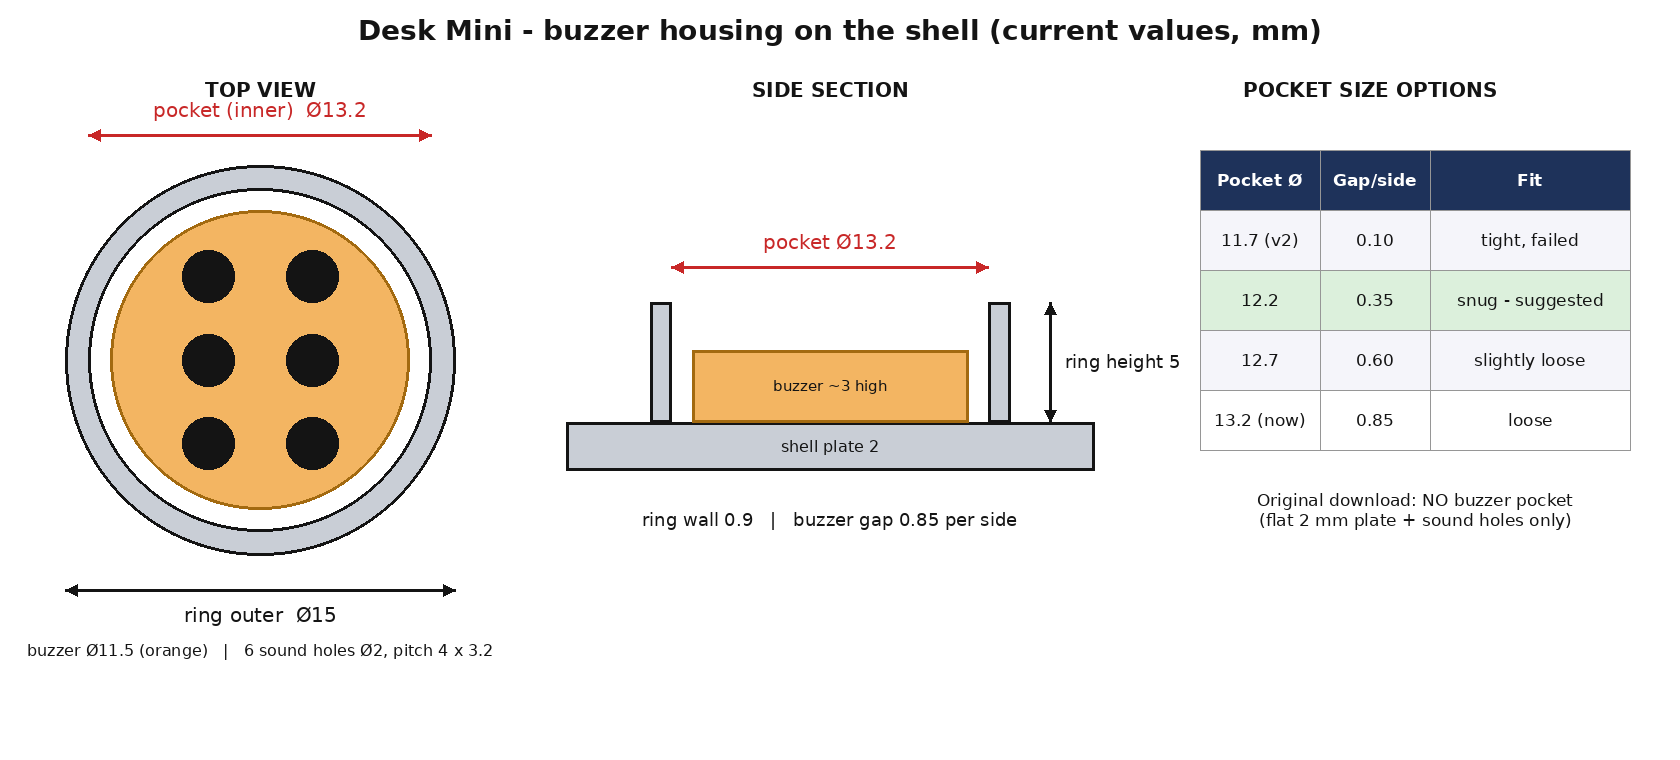 Desk Mini - buzzer housing on the shell (current values, mm)
TOP VIEW
pocket (inner)  Ø13.2
ring outer  Ø15
buzzer Ø11.5 (orange)   |   6 sound holes Ø2, pitch 4 x 3.2
SIDE SECTION
pocket Ø13.2
ring height 5
buzzer ~3 high
shell plate 2
ring wall 0.9   |   buzzer gap 0.85 per side
POCKET SIZE OPTIONS
Pocket Ø   Gap/side   Fit
11.7 (v2)   0.10   tight, failed
12.2   0.35   snug - suggested
12.7   0.60   slightly loose
13.2 (now)   0.85   loose
Original download: NO buzzer pocket
(flat 2 mm plate + sound holes only)